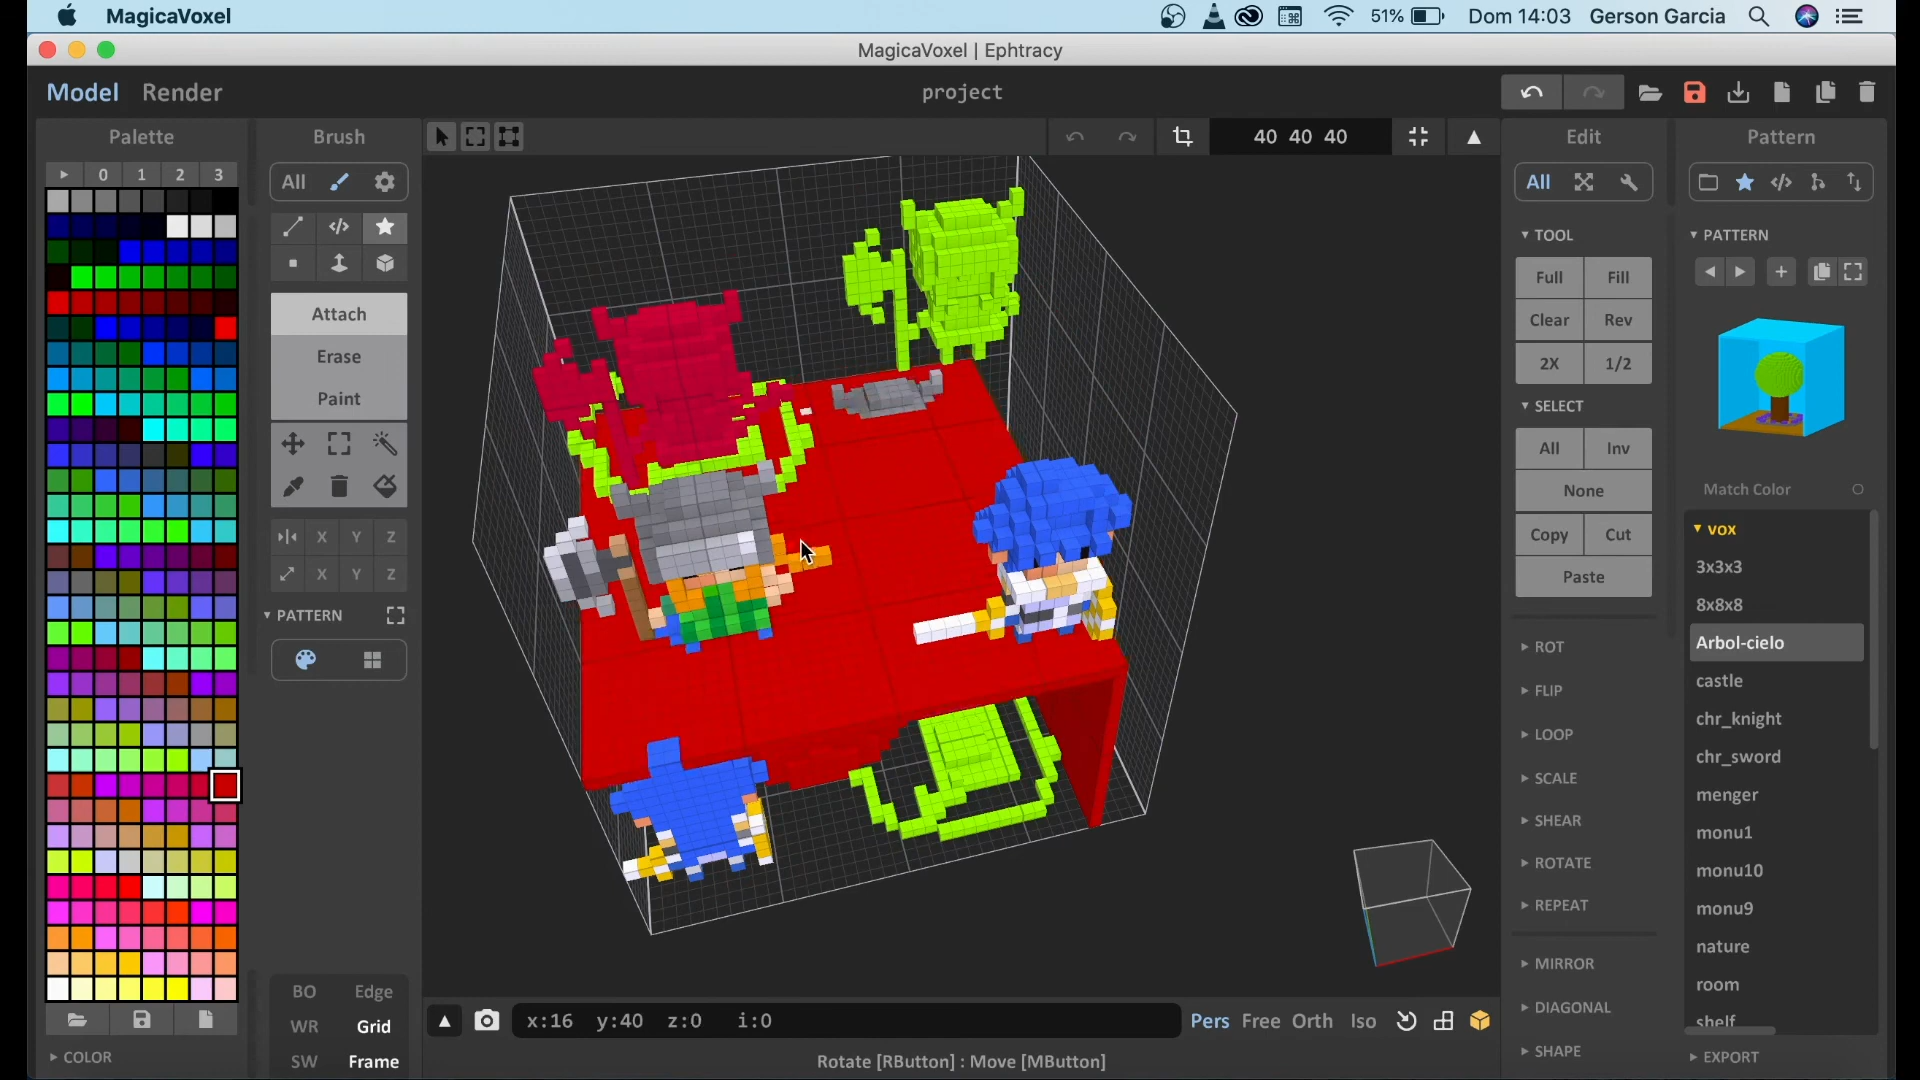 MagicaVoxel
51%
Dom 14:03
Gerson Garcia
MagicaVoxel | Ephtracy
Model
Render
project
Palette
Brush
40 40 40
Edit
Pattern
0
1
2
3
All
All
TOOL
PATTERN
Full
Fill
Clear
Rev
2X
1/2
Attach
Erase
Paint
SELECT
All
Inv
None
Copy
Cut
Paste
Match Color
vox
3x3x3
8x8x8
Arbol-cielo
castle
chr_knight
chr_sword
menger
monu1
monu10
monu9
nature
room
shelf
X
Y
Z
X
Y
Z
PATTERN
ROT
FLIP
LOOP
SCALE
SHEAR
ROTATE
REPEAT
MIRROR
DIAGONAL
SHAPE
BO
Edge
WR
Grid
SW
Frame
COLOR
x:16 y:40 z:0 i:0
Pers
Free
Orth
Iso
Rotate [RButton] : Move [MButton]
EXPORT